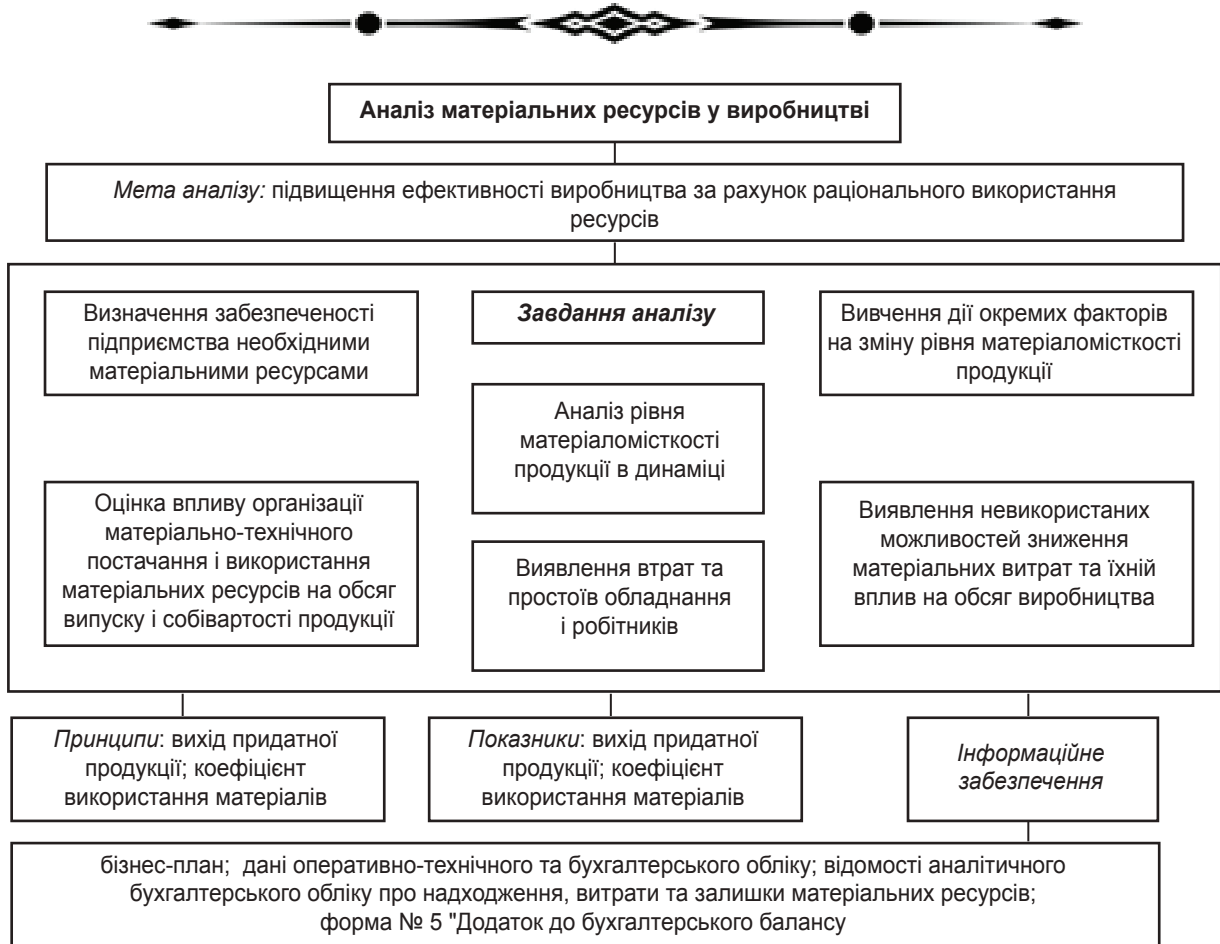 Аналіз матеріальних ресурсів у виробництві
Мета аналізу: підвищення ефективності виробництва за рахунок раціонального використання
ресурсів
Визначення забезпеченості
підприємства необхідними
матеріальними ресурсами
Завдання аналізу
Вивчення дії окремих факторів
на зміну рівня матеріаломісткості
продукції
Аналіз рівня
матеріаломісткості
продукції в динаміці
Оцінка впливу організації
матеріально-технічного
постачання і використання
матеріальних ресурсів на обсяг
випуску і собівартості продукції
Виявлення втрат та
простоїв обладнання
і робітників
Виявлення невикористаних
можливостей зниження
матеріальних витрат та їхній
вплив на обсяг виробництва
Принципи: вихід придатної
продукції; коефіцієнт
використання матеріалів
Показники: вихід придатної
продукції; коефіцієнт
використання матеріалів
Інформаційне
забезпечення
бізнес-план; дані оперативно-технічного та бухгалтерського обліку; відомості аналітичного
бухгалтерського обліку про надходження, витрати та залишки матеріальних ресурсів;
форма № 5 "Додаток до бухгалтерського балансу